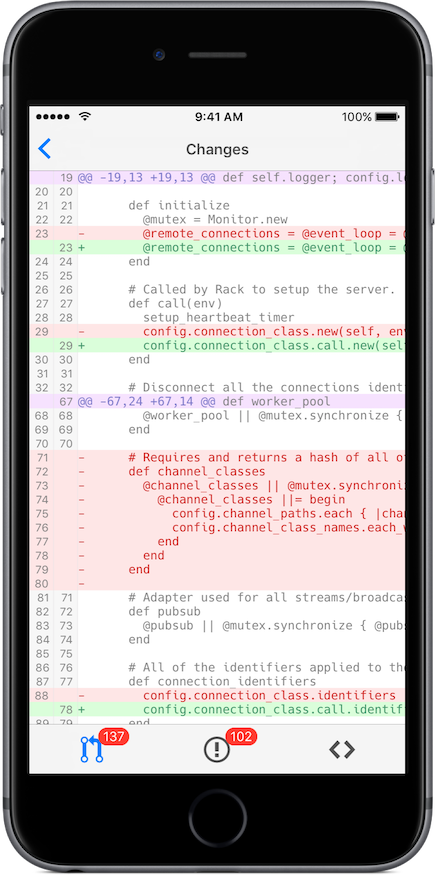 9:41 AM 100%
Changes
19 @@ -19,13 +19,13 @@ def self.logger; config.
20 20
21 21 def initialize
22 22 @mutex = Monitor.new
23 - @remote_connections = @event_loop =
23 + @remote_connections = @event_loop =
24 24 end
25 25
26 26 # Called by Rack to setup the server.
27 27 def call(env)
28 28 setup_heartbeat_timer
29 - config.connection_class.new(self, env
29 + config.connection_class.call.new(self
30 30 end
31 31
32 32 # Disconnect all the connections ident
67 @@ -67,24 +67,14 @@ def worker_pool
68 68 @worker_pool || @mutex.synchronize {
69 69 end
70 70
71 - # Requires and returns a hash of all of
72 - def channel_classes
73 - @channel_classes || @mutex.synchroni
74 - @channel_classes ||= begin
75 - config.channel_paths.each { |cha
76 - config.channel_class_names.each_
77 - end
78 - end
79 - end
80 -
81 71 # Adapter used for all streams/broadcas
82 72 def pubsub
83 73 @pubsub || @mutex.synchronize { @pubs
84 74 end
85 75
86 76 # All of the identifiers applied to the
87 77 def connection_identifiers
88 - config.connection_class.identifiers
78 + config.connection_class.call.identif
89 79 end
137 102